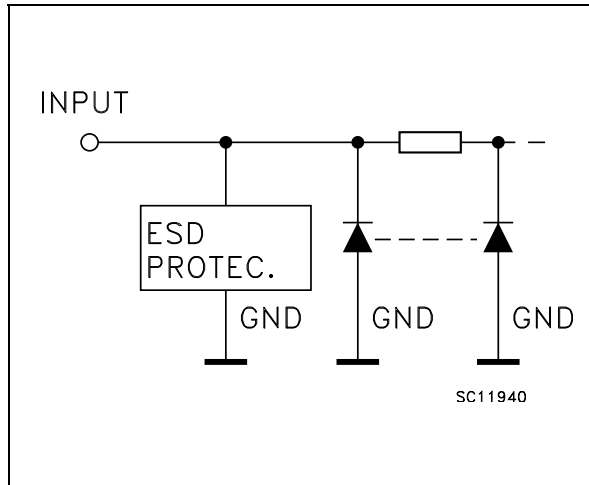 INPUT
ESD
PROTEC.
GND
GND
GND
SC11940